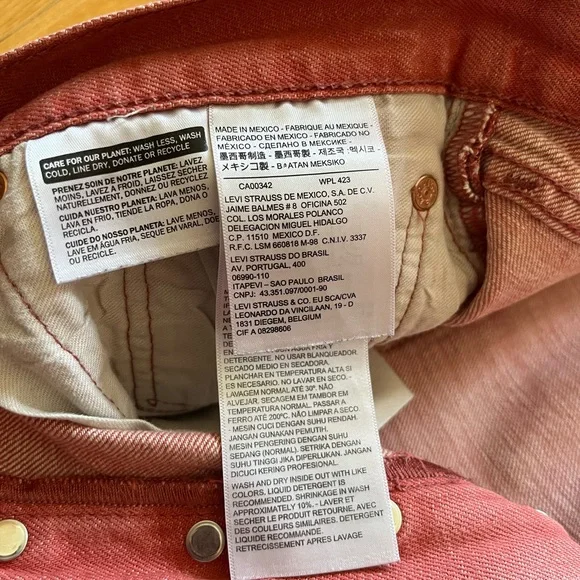 CARE FOR OUR PLANET: WASH LESS, WASH
COLD, LINE DRY, DONATE OR RECYCLE
PRENEZ SOIN DE NOTRE PLANETE: LAVEZ
MOINS, LAVEZ A FROID, LAISSEZ SECHER
NATURELLEMENT, DONNEZ OU RECYCLEZ
CUIDA NUESTRO PLANETA: LAVA MENOS,
LAVA EN FRIA, TIENDE LA ROPA, DONA O
RECICLA
CUIDE DO NOSSO PLANETA: LAVE MENOS,
LAVE EM ÁGUA FRIA, SEQUE EM VARAL, DOE
OU RECICLE.
MADE IN MEXICO - FABRIQUE AU MEXIQUE -
FABRICADO EN MEXICO - FABRICADO NO
MÉXICO - СДЕЛАНО В МЕКСИКЕ -
墨西哥制造 - 墨西哥製造 - 제조국 :멕시코
メキシコ製 - BUATAN MEKSIKO
CA00342 WPL 423
LEVI STRAUSS DE MEXICO, S.A. DE C.V.
JAIME BALMES # 8 OFICINA 502
COL LOS MORALES POLANCO
DELEGACION MIGUEL HIDALGO
C.P. 11510 MEXICO D.F.
R.F.C. LSM 660818 M-98 C.N.I.V. 3337
LEVI STRAUSS DO BRASIL
AV. PORTUGAL, 400
06990-110
ITAPEVI – SAO PAULO BRASIL
CNPJ: 43.351.097/0001-90
LEVI STRAUSS & CO. EU SCA/CVA
LEONARDO DA VINCILAAN, 19 - D
1831 DIEGEM, BELGIUM
CIF A 08298606
DETERGENTE. NO USAR BLANQUEADOR.
SECADO MEDIO EN SECADORA.
PLANCHAR EN TEMPERATURA ALTA SI
ES NECESARIO. NO LAVAR EN SECO. -
LAVAGEM NORMAL ATÉ 30°. NÃO
ALVEJAR. SECAGEM EM TAMBOR EM
TEMPERATURA NORMAL. PASSAR A
FERRO ATÉ 200°C. NÃO LIMPAR A SECO.
- MESIN CUCI DENGAN SUHU RENDAH.
JANGAN GUNAKAN PEMUTIH.
MESIN PENGERING DENGAN SUHU
SEDANG (NORMAL). SETRIKA DENGAN
SUHU TINGGI JIKA DIPERLUKAN. JANGAN
DICUCI KERING PROFESIONAL.
WASH AND DRY INSIDE OUT WITH LIKE
COLORS. LIQUID DETERGENT IS
RECOMMENDED. SHRINKAGE IN WASH
APPROXIMATELY 10%. - LAVER ET
SECHER LE PRODUIT RETOURNE, AVEC
DES COULEURS SIMILAIRES. DETERGENT
LIQUIDE RECOMMANDE.
RETRECISSEMENT APRES LAVAGE